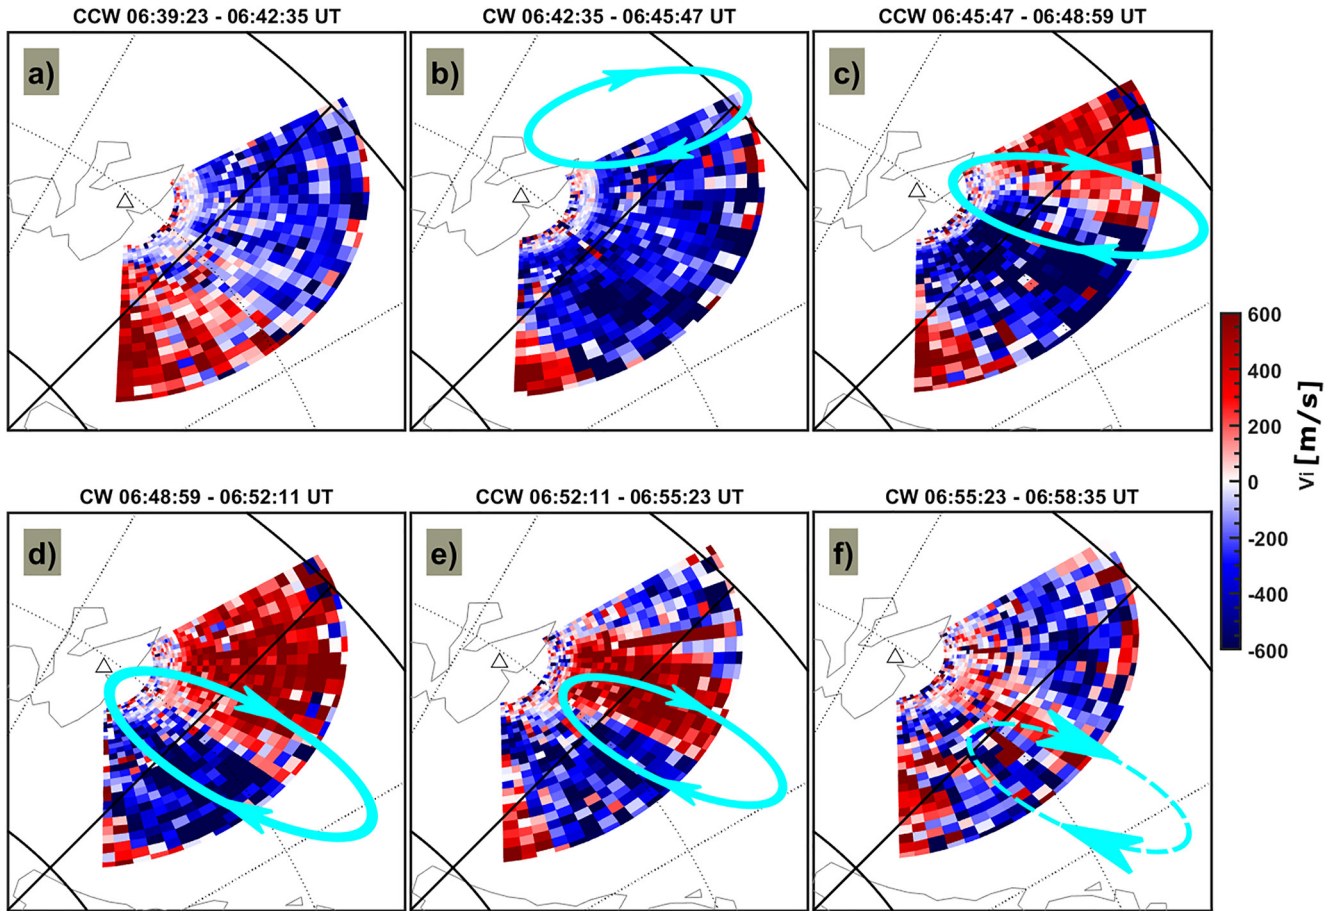 CCW 06:39:23 - 06:42:35 UT
CW 06:42:35 - 06:45:47 UT
CCW 06:45:47 - 06:48:59 UT
a)
b)
c)
600
400
200
0
-200
-400
-600
Vi [m/s]
CW 06:48:59 - 06:52:11 UT
CCW 06:52:11 - 06:55:23 UT
CW 06:55:23 - 06:58:35 UT
d)
e)
f)